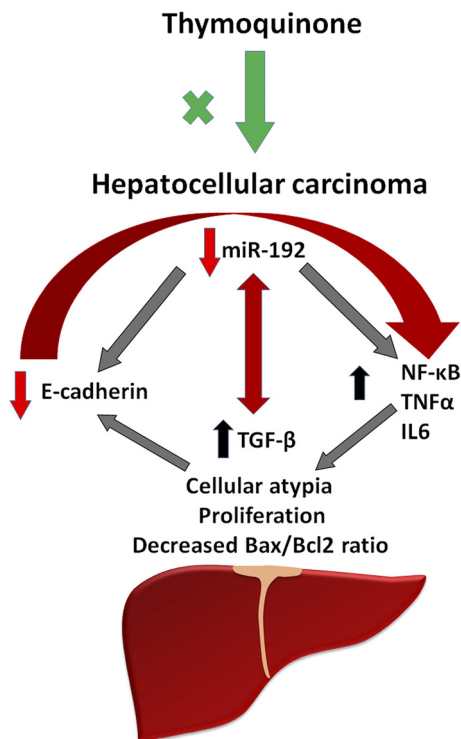 Thymoquinone
Hepatocellular carcinoma
miR-192
E-cadherin
NF-κB
TNFα
IL6
TGF-β
Cellular atypia
Proliferation
Decreased Bax/Bcl2 ratio